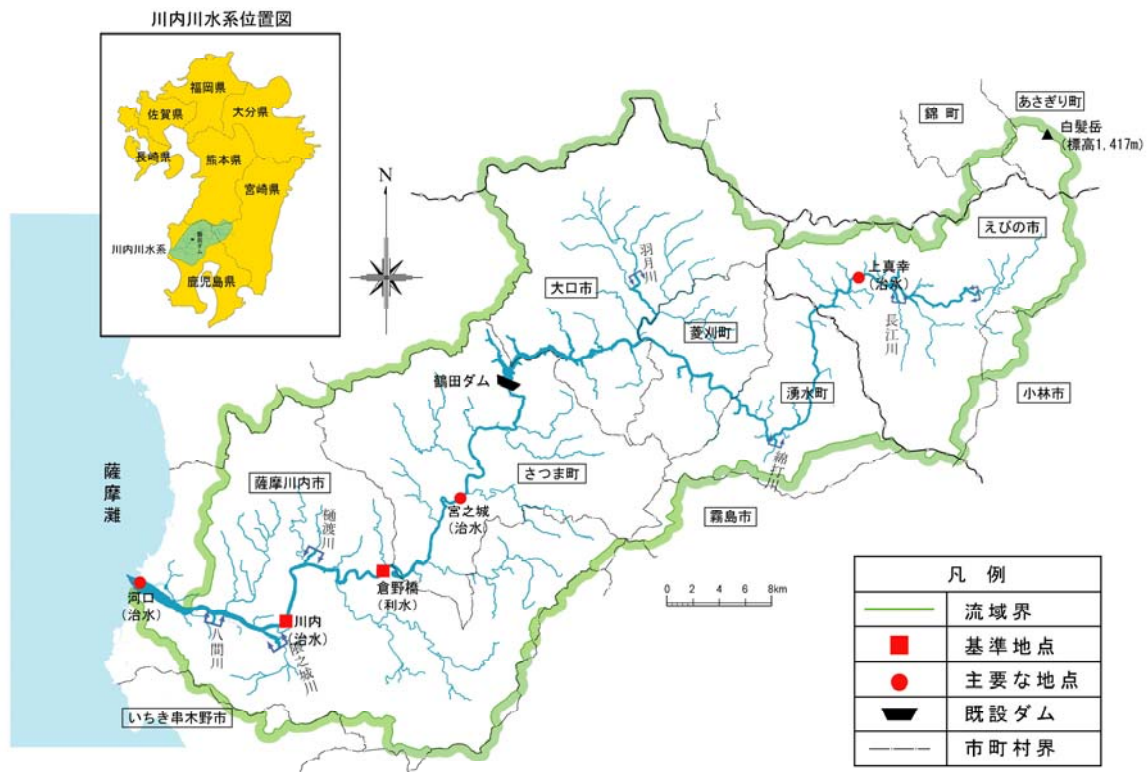 川内川水系位置図
福岡県
佐賀県
大分県
長崎県
熊本県
宮崎県
川内川水系
鶴田ダム
鹿児島県
N
錦町
あさぎり町
白髪岳
(標高1,417m)
えびの市
上真幸
(治水)
長江川
羽月川
大口市
菱刈町
鶴田ダム
湧水町
小林市
綿打川
さつま町
薩摩灘
薩摩川内市
樋渡川
宮之城
(治水)
霧島市
倉野橋
(利水)
河口
(治水)
川内
(治水)
八間川
隈之城川
いちき串木野市
0 2 4 6 8km
凡例
流域界
基準地点
主要な地点
既設ダム
市町村界